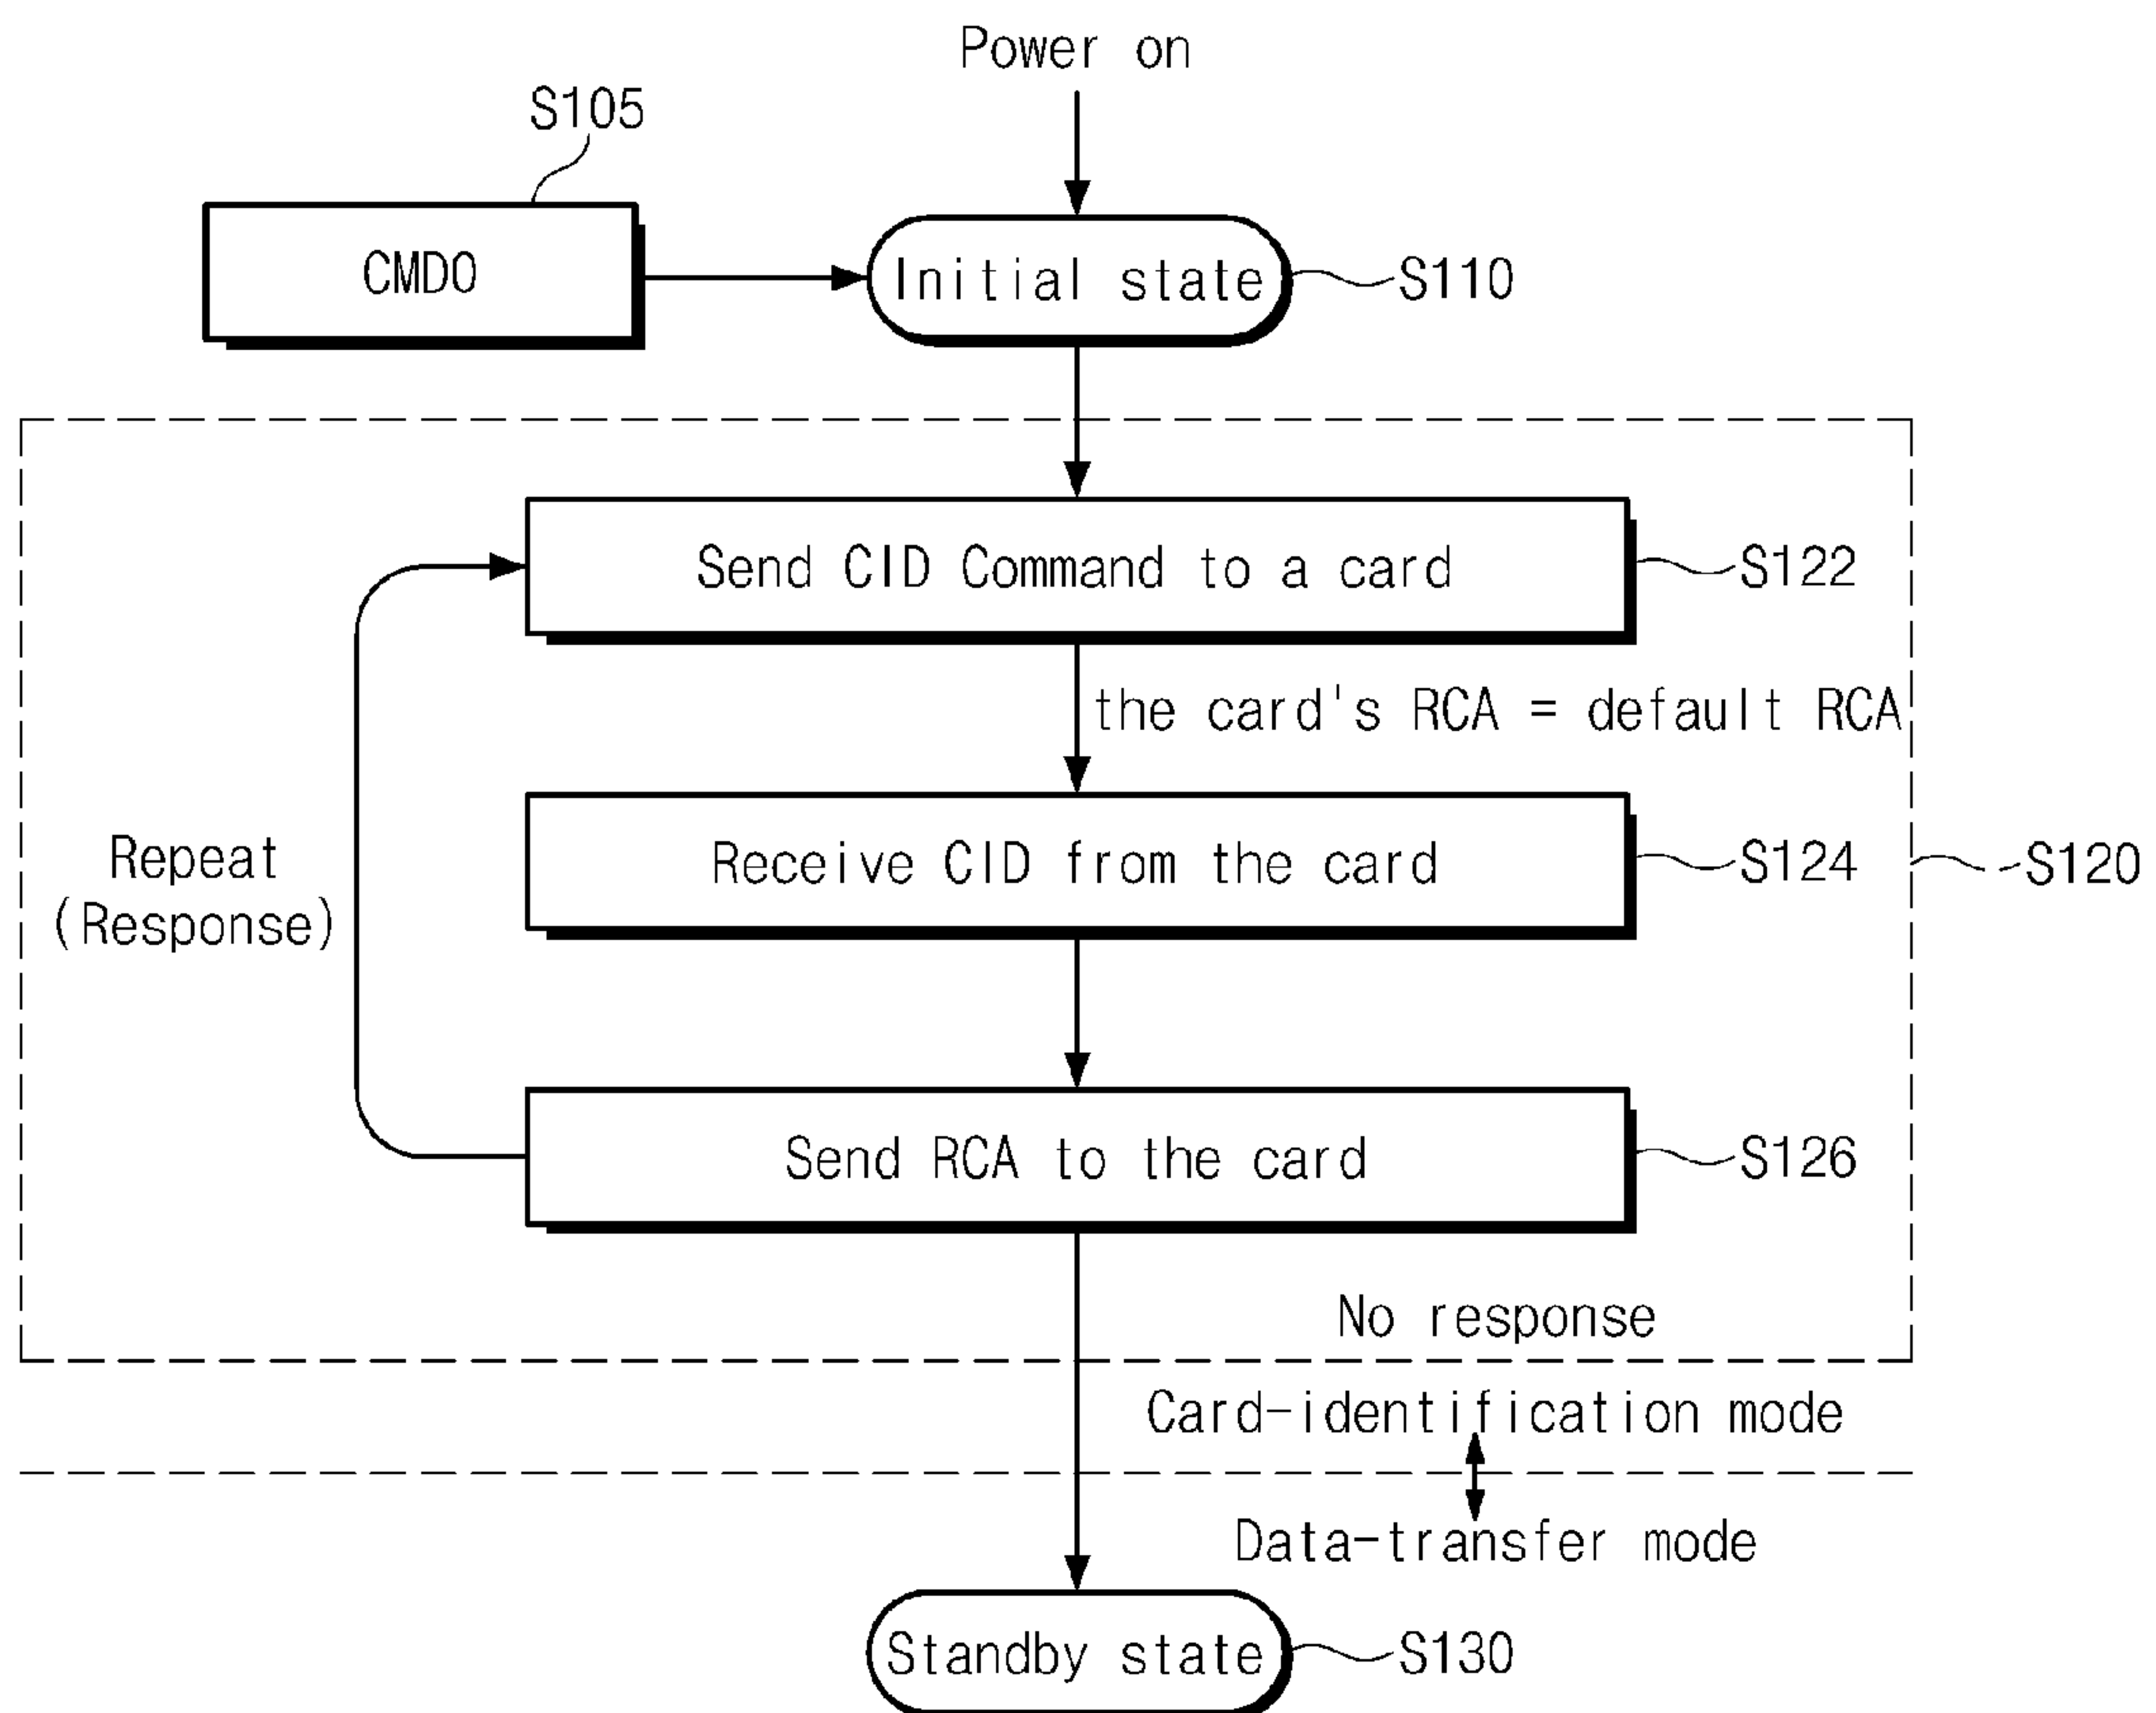 Power on
S105
CMD0
Initial state
S110
Send CID Command to a card
S122
the card's RCA = default RCA
Receive CID from the card
S124
S120
Repeat
(Response)
Send RCA to the card
S126
No response
Card-identification mode
Data-transfer mode
Standby state
S130